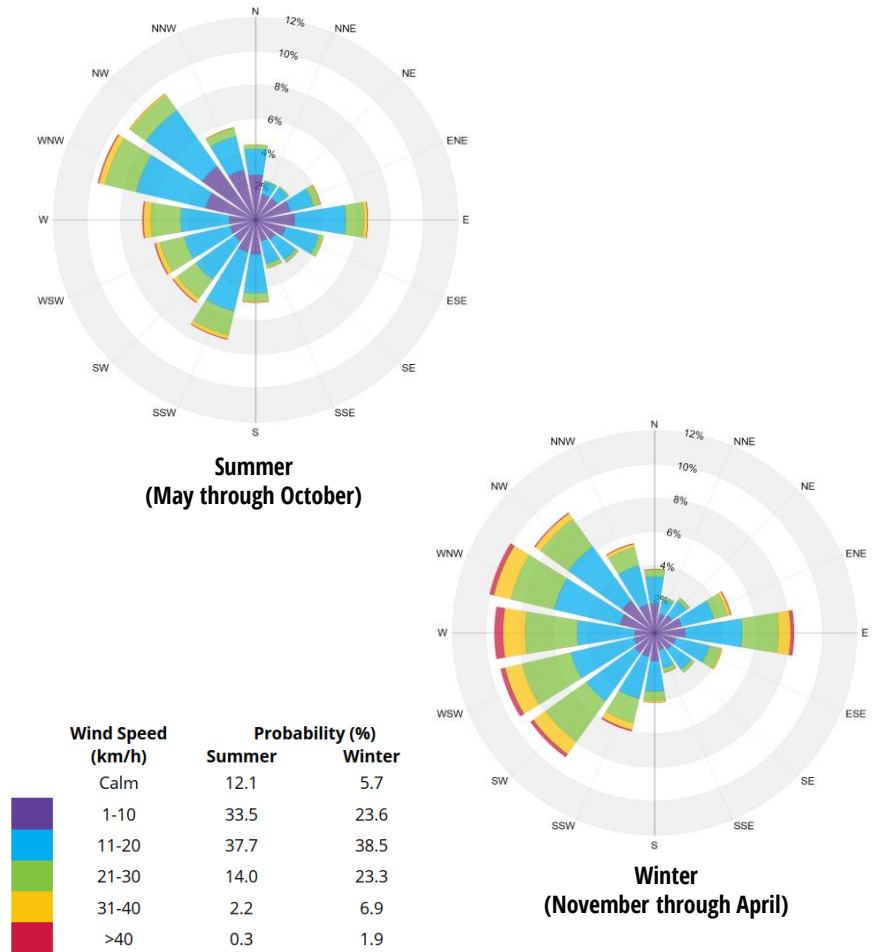 N
NNE
NE
ENE
E
ESE
SE
SSE
S
SSW
SW
WSW
W
WNW
NW
NNW
12%
10%
8%
6%
4%
2%
Summer
(May through October)
N
NNE
NE
ENE
E
ESE
SE
SSE
S
SSW
SW
WSW
W
WNW
NW
NNW
12%
10%
8%
6%
4%
2%
Winter
(November through April)
Wind Speed Probability (%)
(km/h) Summer Winter
Calm 12.1 5.7
1-10 33.5 23.6
11-20 37.7 38.5
21-30 14.0 23.3
31-40 2.2 6.9
>40 0.3 1.9